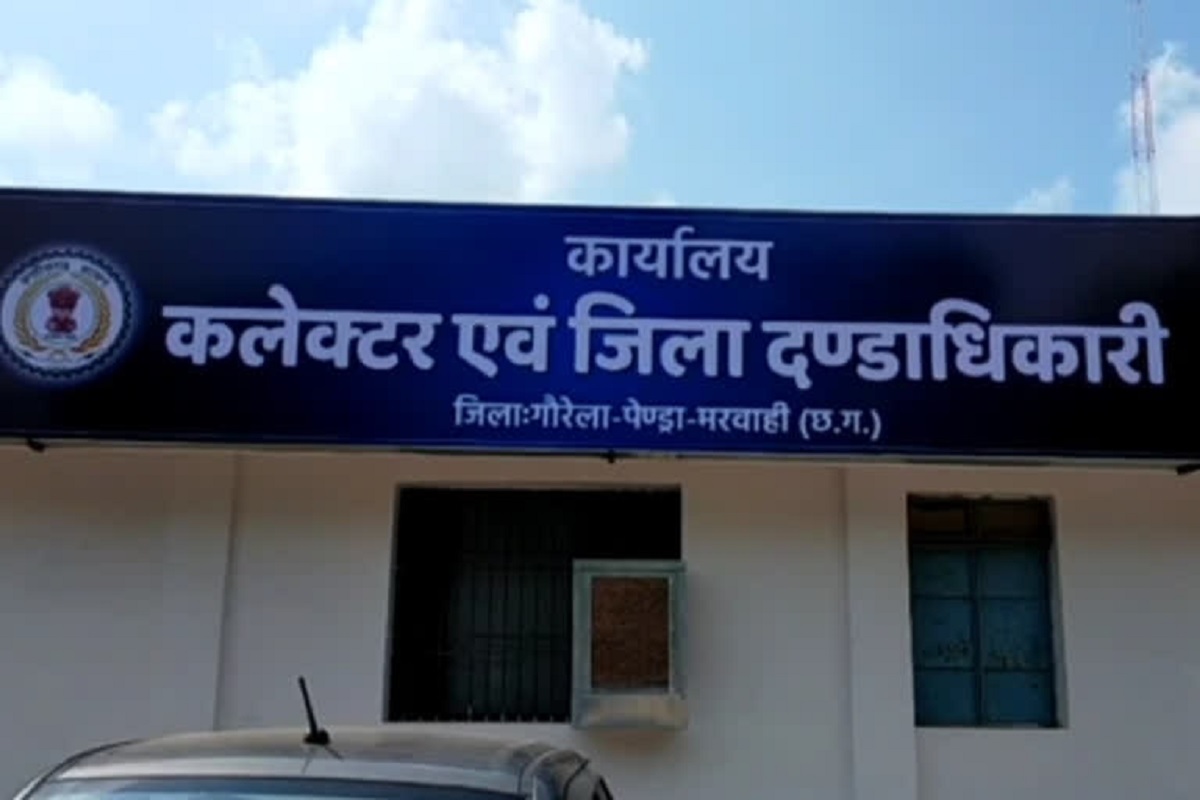 कार्यालय
कलेक्टर एवं जिला दण्डाधिकारी
जिलाः गौरेला-पेण्ड्रा-मरवाही (छ.ग.)